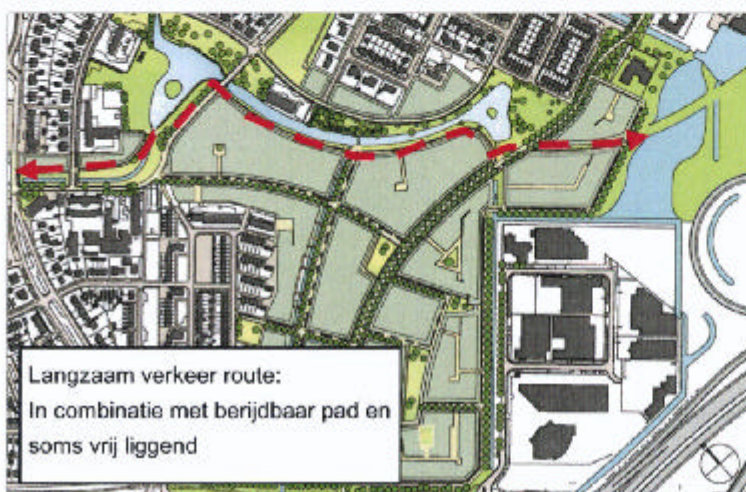 Langzaam verkeer route:
In combinatie met berijdbaar pad en
soms vrij liggend